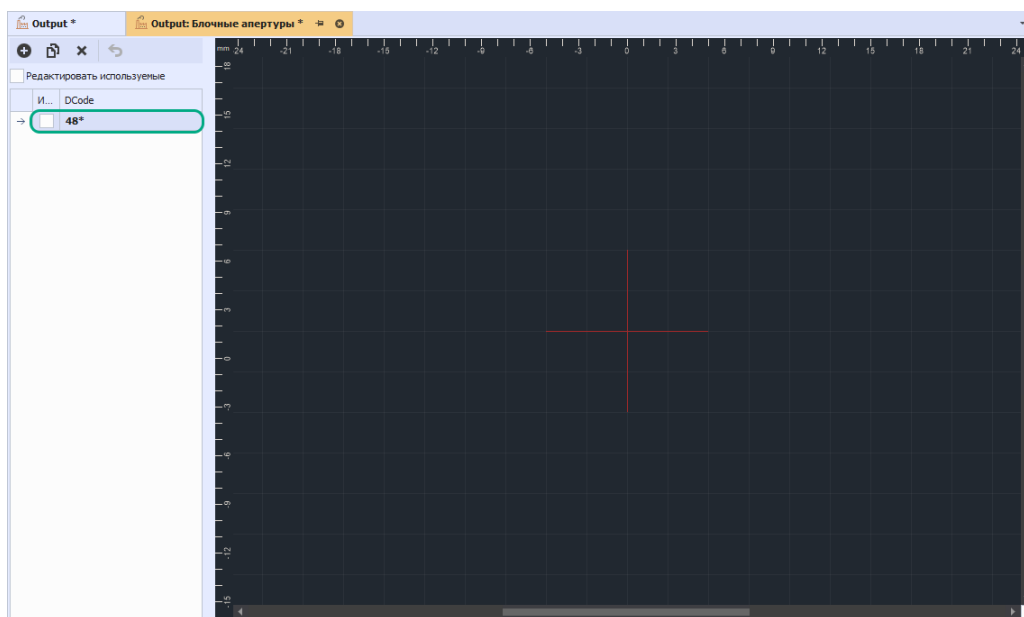 Output *
Output: Блочные апертуры *
Редактировать используемые
И... DCode
48*
mm 24 -21 -18 -15 -12 -9 -6 -3 0 3 6 9 12 15 18 21 24
18
15
12
9
6
3
0
-3
-6
-9
-12
-15